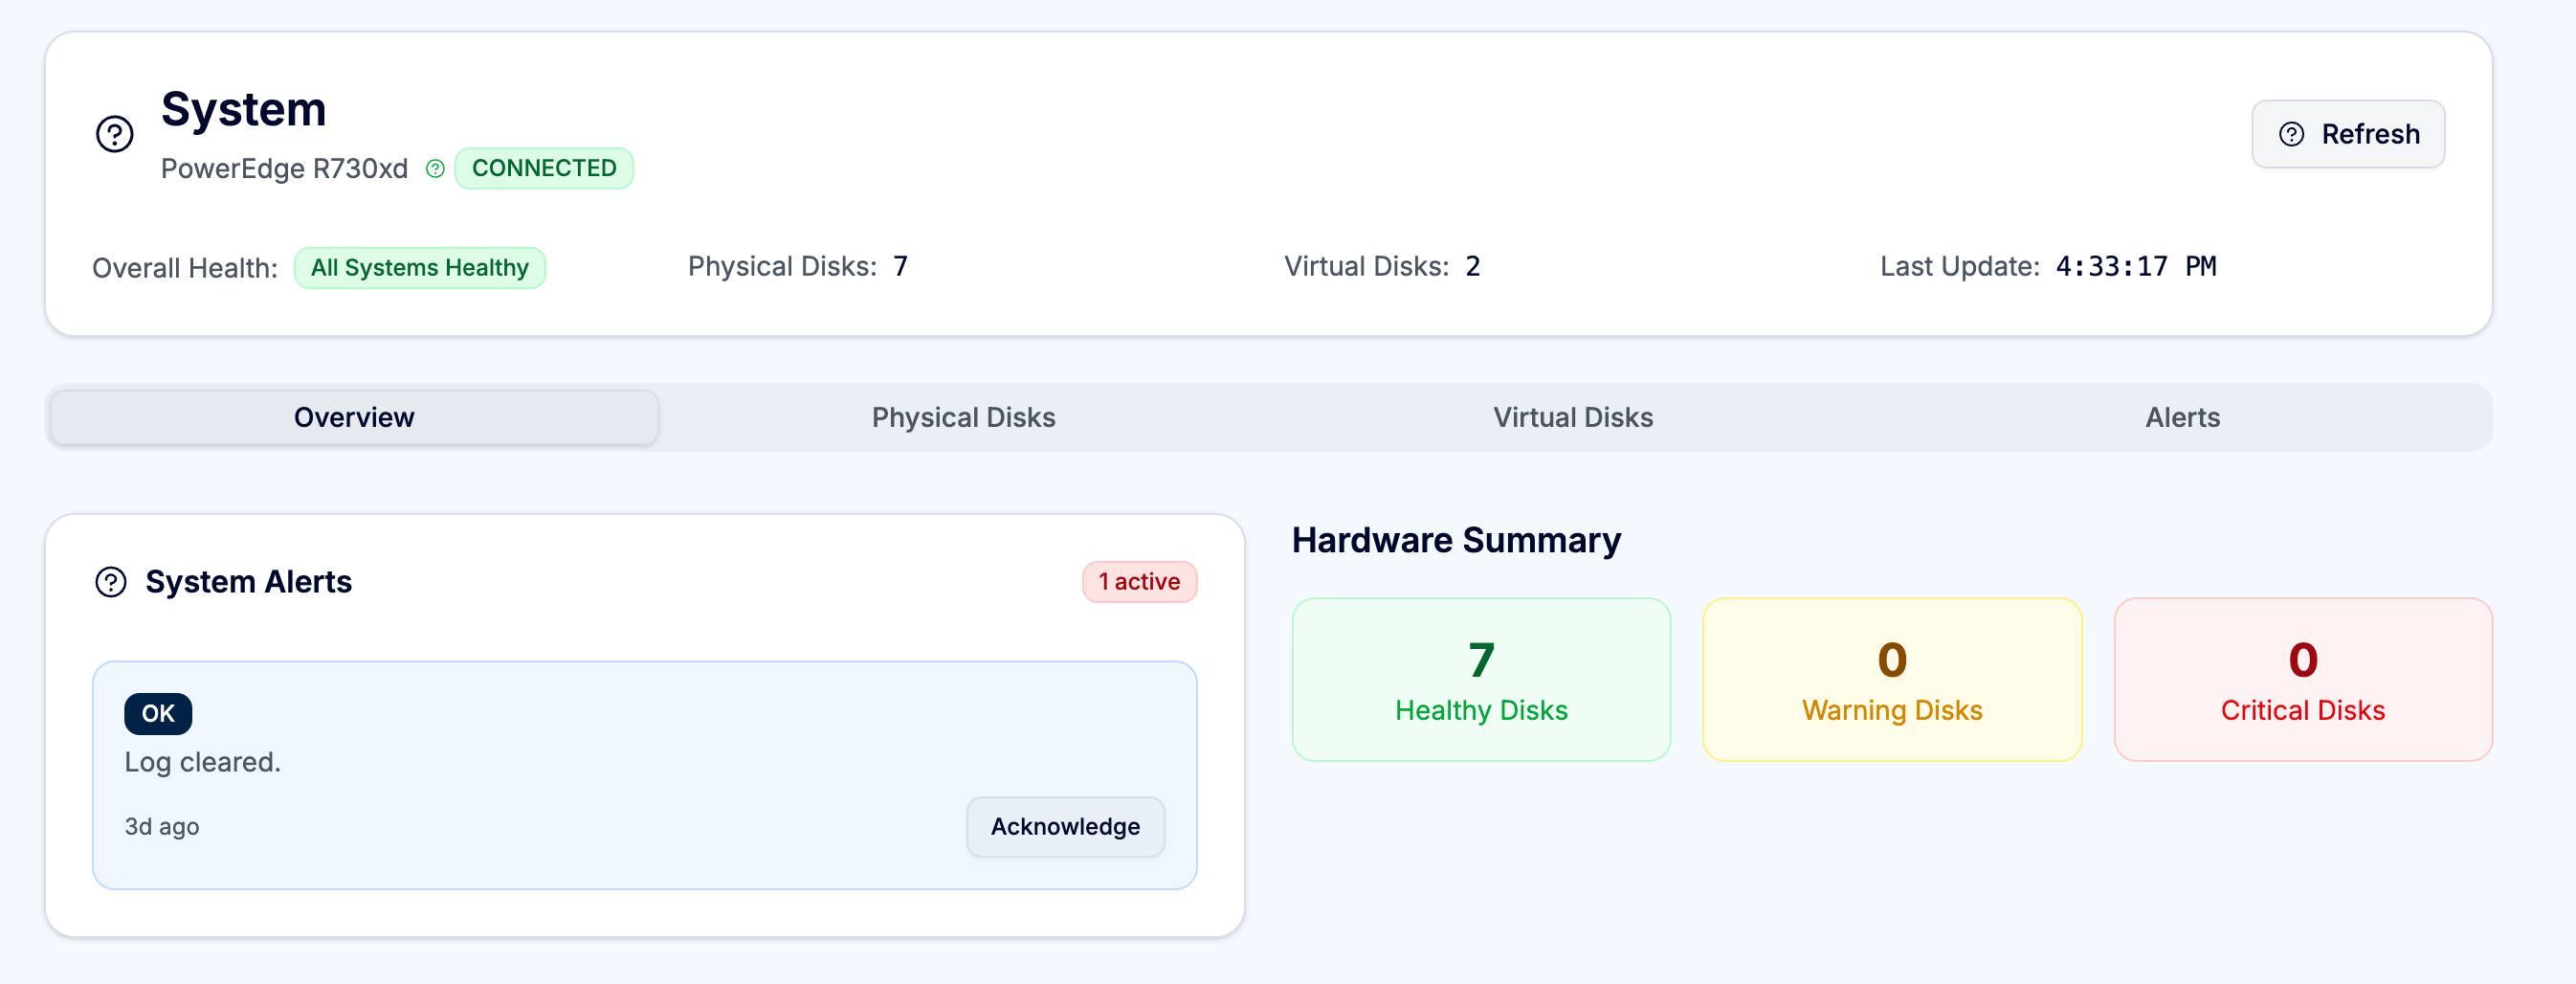 System
PowerEdge R730xd CONNECTED
Refresh
Overall Health: All Systems Healthy
Physical Disks: 7
Virtual Disks: 2
Last Update: 4:33:17 PM
Overview
Physical Disks
Virtual Disks
Alerts
System Alerts
1 active
OK
Log cleared.
3d ago
Acknowledge
Hardware Summary
7
Healthy Disks
0
Warning Disks
0
Critical Disks